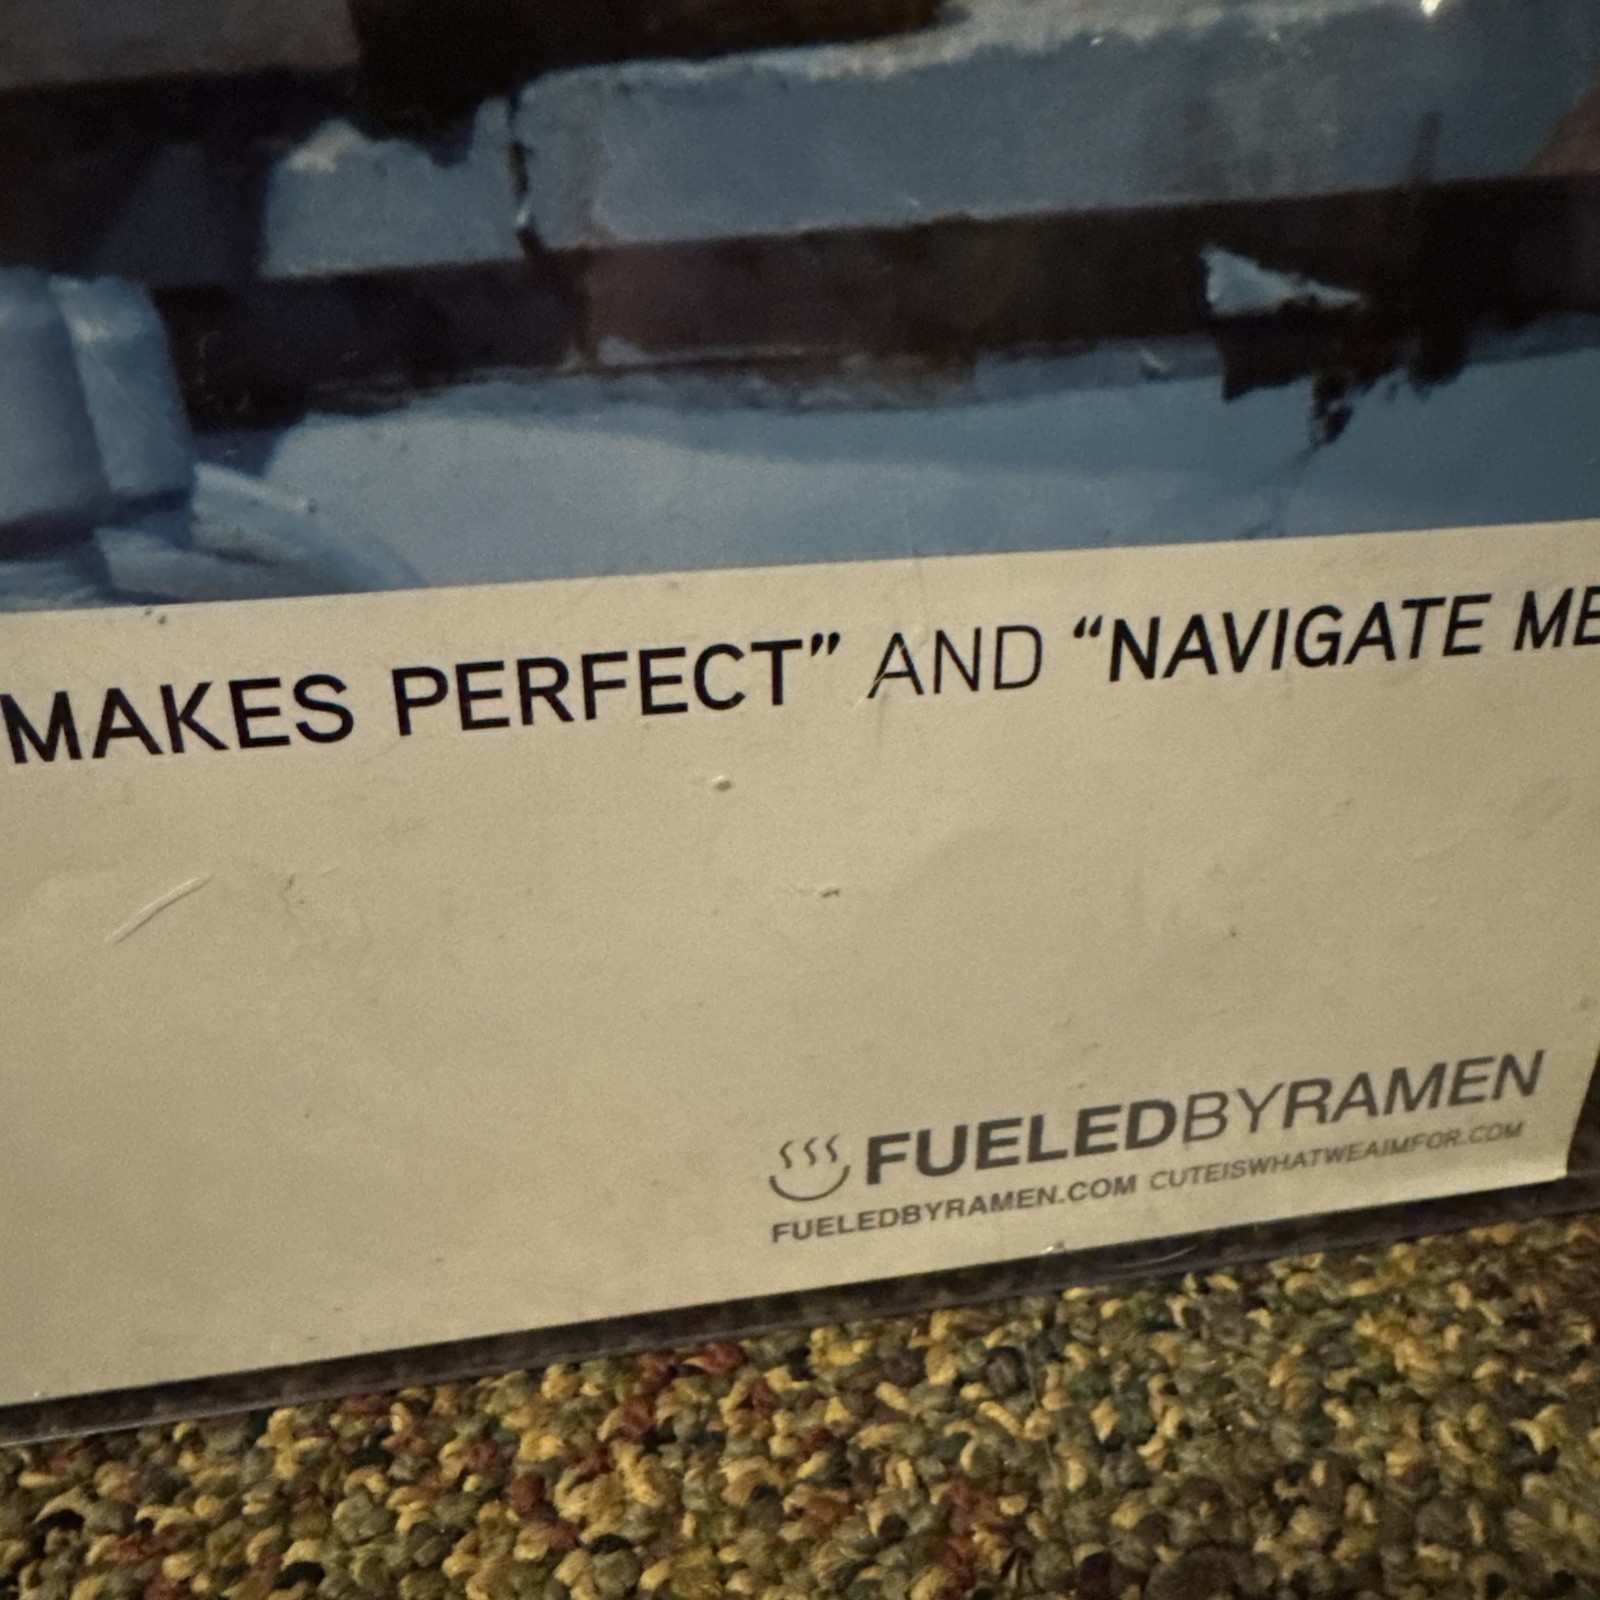 MAKES PERFECT” AND “NAVIGATE ME
FUELEDBYRAMEN
FUELEDBYRAMEN.COM CUTEISWHATWEAIMFOR.COM